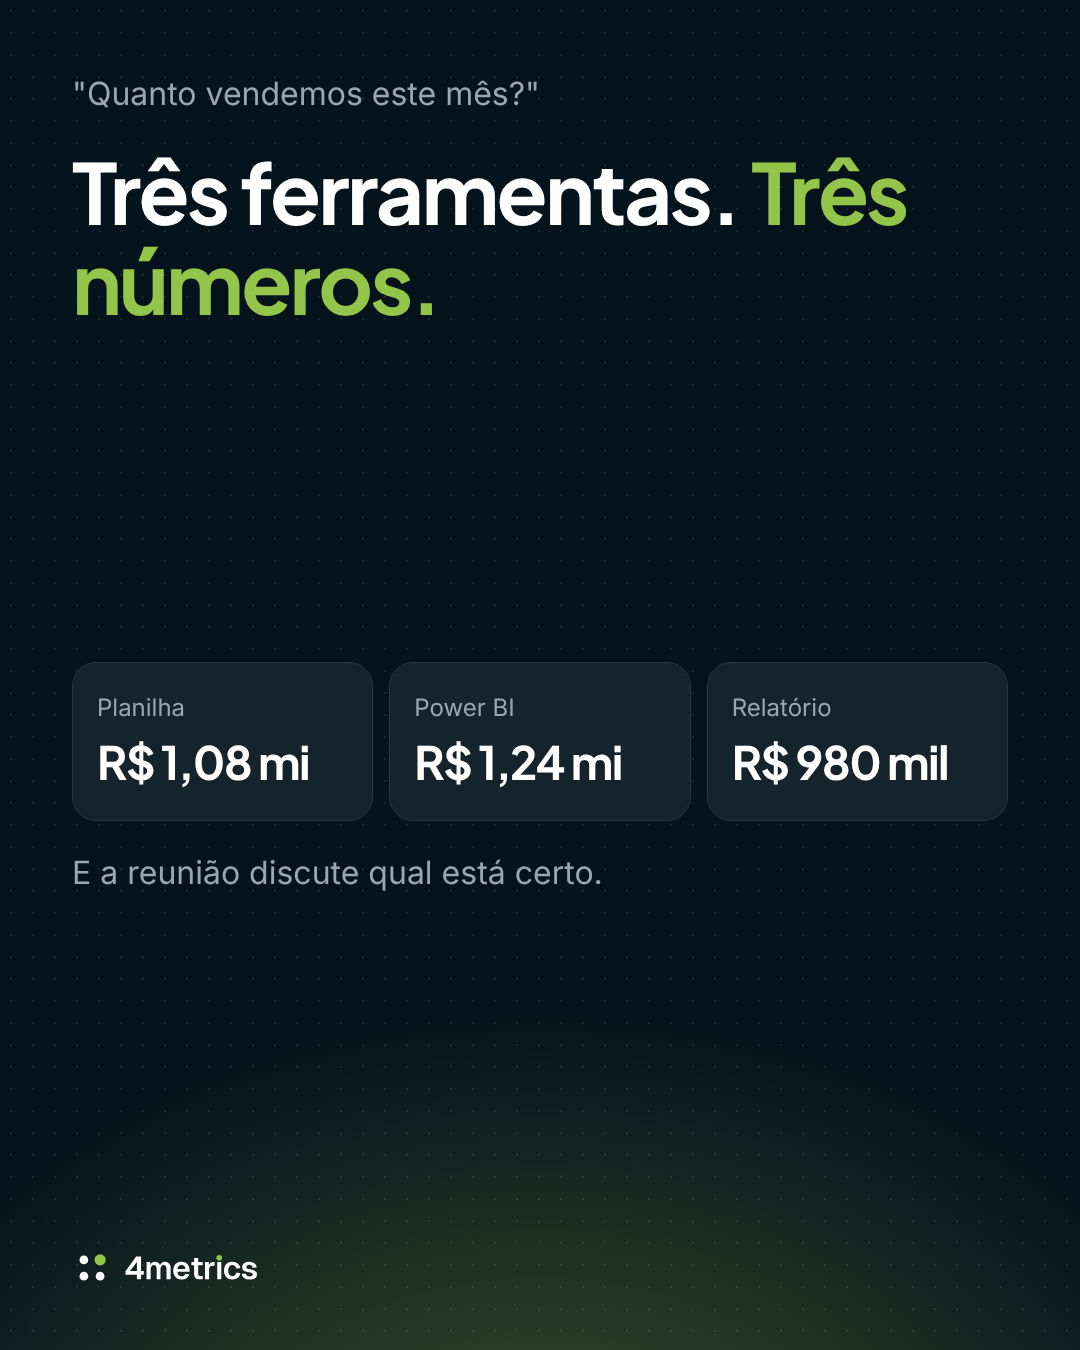 "Quanto vendemos este mês?"
Três ferramentas. Três
números.
Planilha
R$ 1,08 mi
Power BI
R$ 1,24 mi
Relatório
R$ 980 mil
E a reunião discute qual está certo.
4metrics